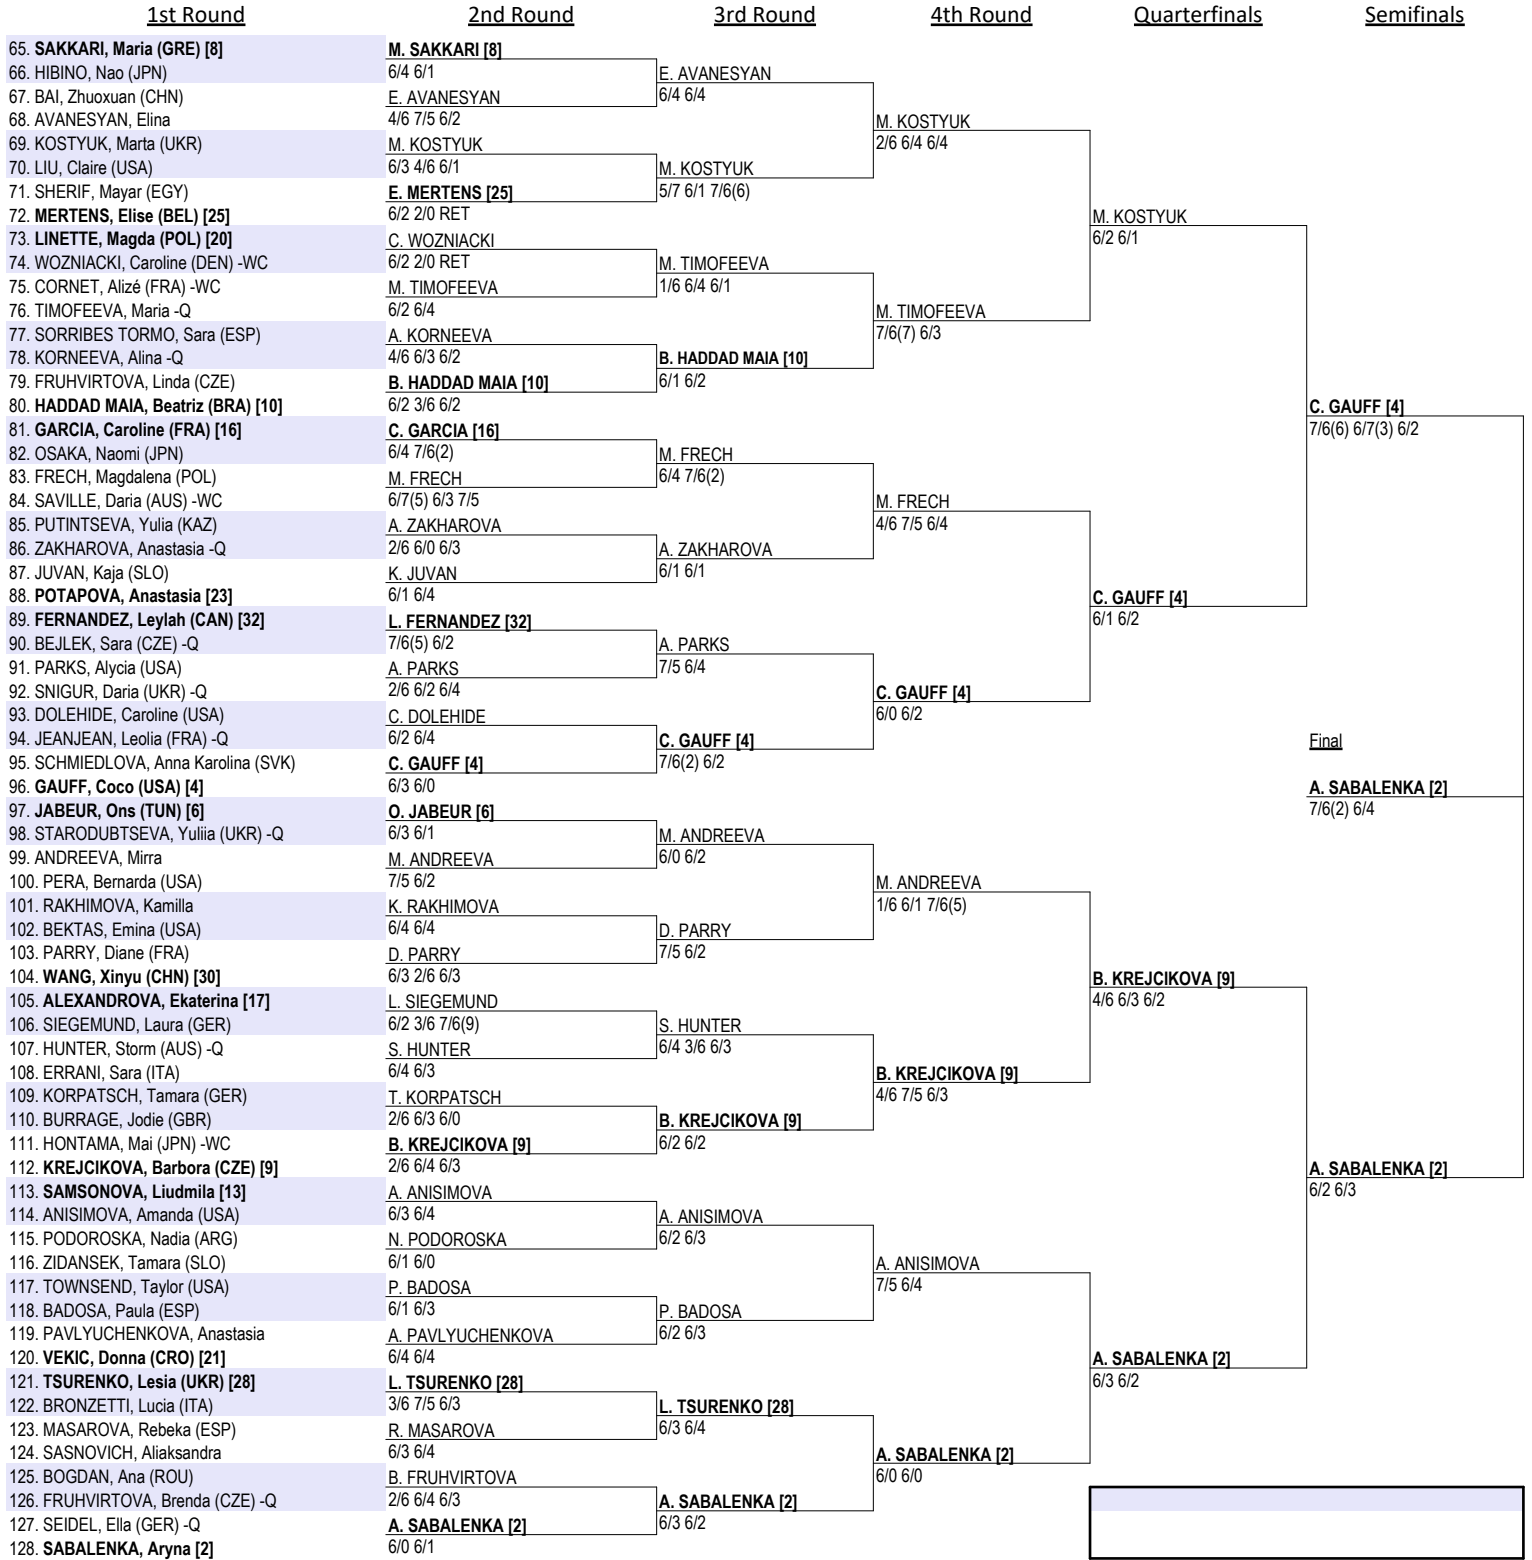 1st Round
2nd Round
3rd Round
4th Round
Quarterfinals
Semifinals
65. SAKKARI, Maria (GRE) [8]
66. HIBINO, Nao (JPN)
67. BAI, Zhuoxuan (CHN)
68. AVANESYAN, Elina
69. KOSTYUK, Marta (UKR)
70. LIU, Claire (USA)
71. SHERIF, Mayar (EGY)
72. MERTENS, Elise (BEL) [25]
73. LINETTE, Magda (POL) [20]
74. WOZNIACKI, Caroline (DEN) -WC
75. CORNET, Alizé (FRA) -WC
76. TIMOFEEVA, Maria -Q
77. SORRIBES TORMO, Sara (ESP)
78. KORNEEVA, Alina -Q
79. FRUHVIRTOVA, Linda (CZE)
80. HADDAD MAIA, Beatriz (BRA) [10]
81. GARCIA, Caroline (FRA) [16]
82. OSAKA, Naomi (JPN)
83. FRECH, Magdalena (POL)
84. SAVILLE, Daria (AUS) -WC
85. PUTINTSEVA, Yulia (KAZ)
86. ZAKHAROVA, Anastasia -Q
87. JUVAN, Kaja (SLO)
88. POTAPOVA, Anastasia [23]
89. FERNANDEZ, Leylah (CAN) [32]
90. BEJLEK, Sara (CZE) -Q
91. PARKS, Alycia (USA)
92. SNIGUR, Daria (UKR) -Q
93. DOLEHIDE, Caroline (USA)
94. JEANJEAN, Leolia (FRA) -Q
95. SCHMIEDLOVA, Anna Karolina (SVK)
96. GAUFF, Coco (USA) [4]
97. JABEUR, Ons (TUN) [6]
98. STARODUBTSEVA, Yuliia (UKR) -Q
99. ANDREEVA, Mirra
100. PERA, Bernarda (USA)
101. RAKHIMOVA, Kamilla
102. BEKTAS, Emina (USA)
103. PARRY, Diane (FRA)
104. WANG, Xinyu (CHN) [30]
105. ALEXANDROVA, Ekaterina [17]
106. SIEGEMUND, Laura (GER)
107. HUNTER, Storm (AUS) -Q
108. ERRANI, Sara (ITA)
109. KORPATSCH, Tamara (GER)
110. BURRAGE, Jodie (GBR)
111. HONTAMA, Mai (JPN) -WC
112. KREJCIKOVA, Barbora (CZE) [9]
113. SAMSONOVA, Liudmila [13]
114. ANISIMOVA, Amanda (USA)
115. PODOROSKA, Nadia (ARG)
116. ZIDANSEK, Tamara (SLO)
117. TOWNSEND, Taylor (USA)
118. BADOSA, Paula (ESP)
119. PAVLYUCHENKOVA, Anastasia
120. VEKIC, Donna (CRO) [21]
121. TSURENKO, Lesia (UKR) [28]
122. BRONZETTI, Lucia (ITA)
123. MASAROVA, Rebeka (ESP)
124. SASNOVICH, Aliaksandra
125. BOGDAN, Ana (ROU)
126. FRUHVIRTOVA, Brenda (CZE) -Q
127. SEIDEL, Ella (GER) -Q
128. SABALENKA, Aryna [2]
M. SAKKARI [8]
6/4 6/1
E. AVANESYAN
4/6 7/5 6/2
M. KOSTYUK
6/3 4/6 6/1
E. MERTENS [25]
6/2 2/0 RET
C. WOZNIACKI
6/2 2/0 RET
M. TIMOFEEVA
6/2 6/4
A. KORNEEVA
4/6 6/3 6/2
B. HADDAD MAIA [10]
6/2 3/6 6/2
C. GARCIA [16]
6/4 7/6(2)
M. FRECH
6/7(5) 6/3 7/5
A. ZAKHAROVA
2/6 6/0 6/3
K. JUVAN
6/1 6/4
L. FERNANDEZ [32]
7/6(5) 6/2
A. PARKS
2/6 6/2 6/4
C. DOLEHIDE
6/2 6/4
C. GAUFF [4]
6/3 6/0
O. JABEUR [6]
6/3 6/1
M. ANDREEVA
7/5 6/2
K. RAKHIMOVA
6/4 6/4
D. PARRY
6/3 2/6 6/3
L. SIEGEMUND
6/2 3/6 7/6(9)
S. HUNTER
6/4 6/3
T. KORPATSCH
2/6 6/3 6/0
B. KREJCIKOVA [9]
2/6 6/4 6/3
A. ANISIMOVA
6/3 6/4
N. PODOROSKA
6/1 6/0
P. BADOSA
6/1 6/3
A. PAVLYUCHENKOVA
6/4 6/4
L. TSURENKO [28]
3/6 7/5 6/3
R. MASAROVA
6/3 6/4
B. FRUHVIRTOVA
2/6 6/4 6/3
A. SABALENKA [2]
6/0 6/1
E. AVANESYAN
6/4 6/4
M. KOSTYUK
5/7 6/1 7/6(6)
M. TIMOFEEVA
1/6 6/4 6/1
B. HADDAD MAIA [10]
6/1 6/2
M. FRECH
6/4 7/6(2)
A. ZAKHAROVA
6/1 6/1
A. PARKS
7/5 6/4
C. GAUFF [4]
7/6(2) 6/2
M. ANDREEVA
6/0 6/2
D. PARRY
7/5 6/2
S. HUNTER
6/4 3/6 6/3
B. KREJCIKOVA [9]
6/2 6/2
A. ANISIMOVA
6/2 6/3
P. BADOSA
6/2 6/3
L. TSURENKO [28]
6/3 6/4
A. SABALENKA [2]
6/3 6/2
M. KOSTYUK
2/6 6/4 6/4
M. TIMOFEEVA
7/6(7) 6/3
M. FRECH
4/6 7/5 6/4
C. GAUFF [4]
6/0 6/2
M. ANDREEVA
1/6 6/1 7/6(5)
B. KREJCIKOVA [9]
4/6 7/5 6/3
A. ANISIMOVA
7/5 6/4
A. SABALENKA [2]
6/0 6/0
M. KOSTYUK
6/2 6/1
C. GAUFF [4]
6/1 6/2
B. KREJCIKOVA [9]
4/6 6/3 6/2
A. SABALENKA [2]
6/3 6/2
C. GAUFF [4]
7/6(6) 6/7(3) 6/2
Final
A. SABALENKA [2]
7/6(2) 6/4
A. SABALENKA [2]
6/2 6/3